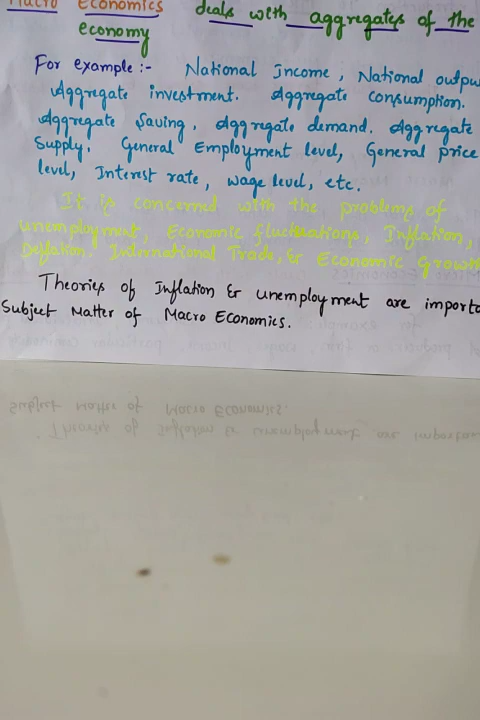 Macro Economics deals with aggregates of the
economy
For example :- National Income, National outpu
Aggregate investment. Aggregate Consumption.
Aggregate Saving, Aggregate demand. Aggregate
Supply. General Employment level, General price
level, Interest rate, wage level, etc.
It is concerned with the problems of
unemployment, Economic fluctuations, Inflation,
Deflation, International Trade, & Economic Growth
Theories of Inflation & unemployment are importa
Subject Matter of Macro Economics.